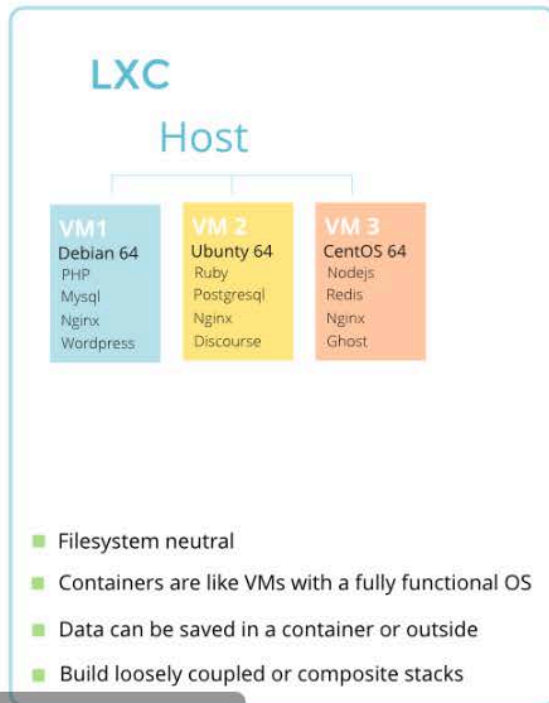 LXC
Host
VM1
Debian 64
PHP
Mysql
Nginx
Wordpress
VM 2
Ubunty 64
Ruby
Postgresql
Nginx
Discourse
VM 3
CentOS 64
Nodejs
Redis
Nginx
Ghost
Filesystem neutral
Containers are like VMs with a fully functional OS
Data can be saved in a container or outside
Build loosely coupled or composite stacks